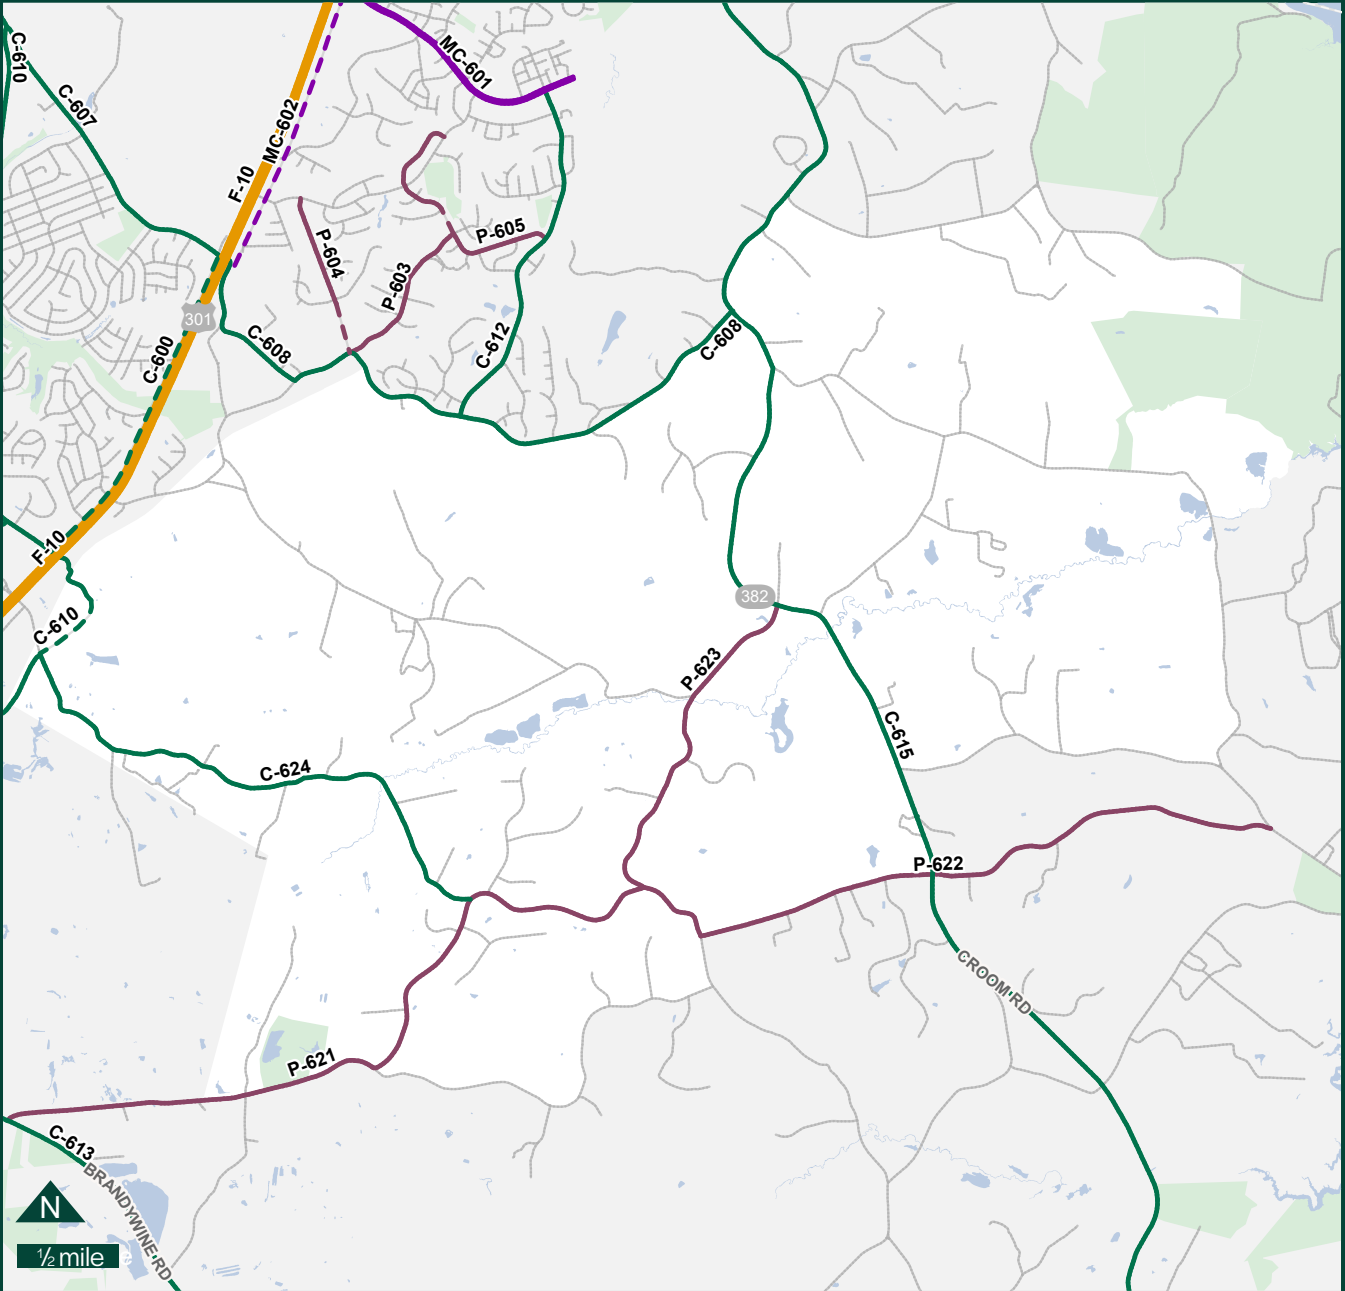 C-610
MC-601
C-607
MC-602
F-10
P-604
P-605
P-603
301
C-600
C-608
C-612
C-608
F-10
382
C-610
P-623
C-615
C-624
P-622
CROOM RD
P-621
C-613
BRANDYWINE RD
N
½ mile